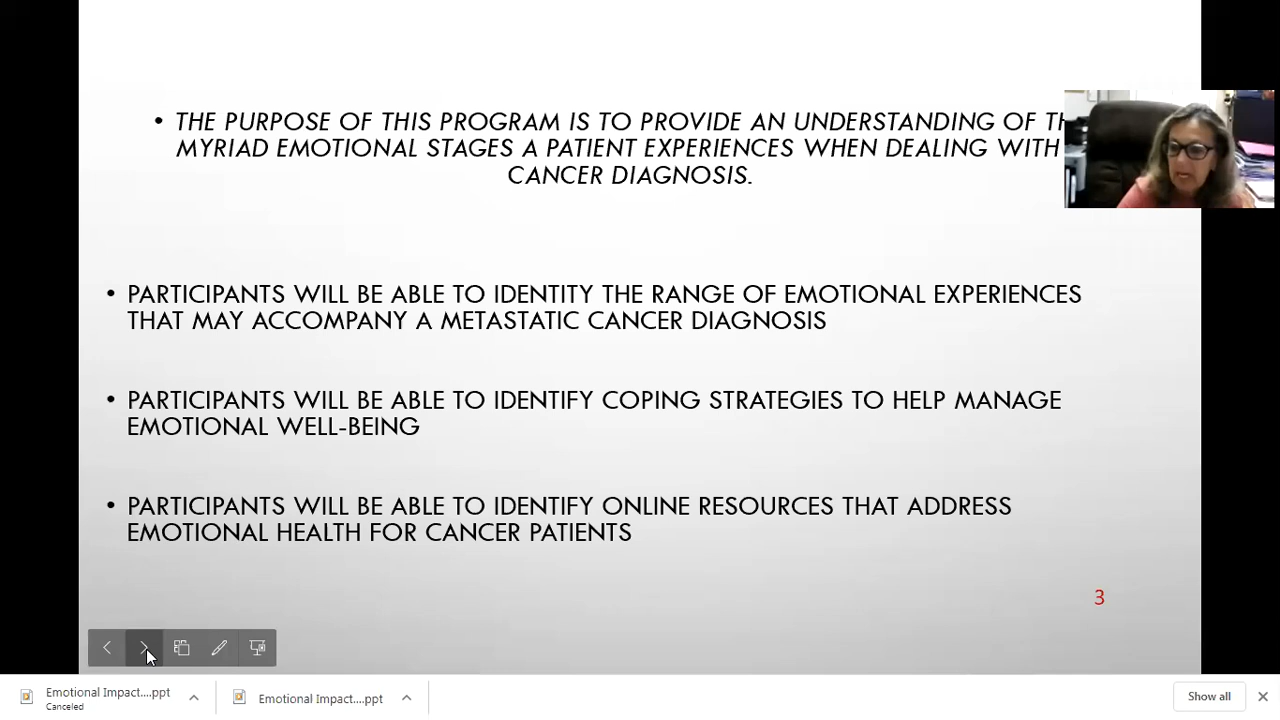 • THE PURPOSE OF THIS PROGRAM IS TO PROVIDE AN UNDERSTANDING OF
MYRIAD EMOTIONAL STAGES A PATIENT EXPERIENCES WHEN DEALING WITH
CANCER DIAGNOSIS.
• PARTICIPANTS WILL BE ABLE TO IDENTITY THE RANGE OF EMOTIONAL EXPERIENCES
THAT MAY ACCOMPANY A METASTATIC CANCER DIAGNOSIS
• PARTICIPANTS WILL BE ABLE TO IDENTIFY COPING STRATEGIES TO HELP MANAGE
EMOTIONAL WELL-BEING
• PARTICIPANTS WILL BE ABLE TO IDENTIFY ONLINE RESOURCES THAT ADDRESS
EMOTIONAL HEALTH FOR CANCER PATIENTS
3
Emotional Impact....ppt
Canceled
Emotional Impact....ppt
Show all